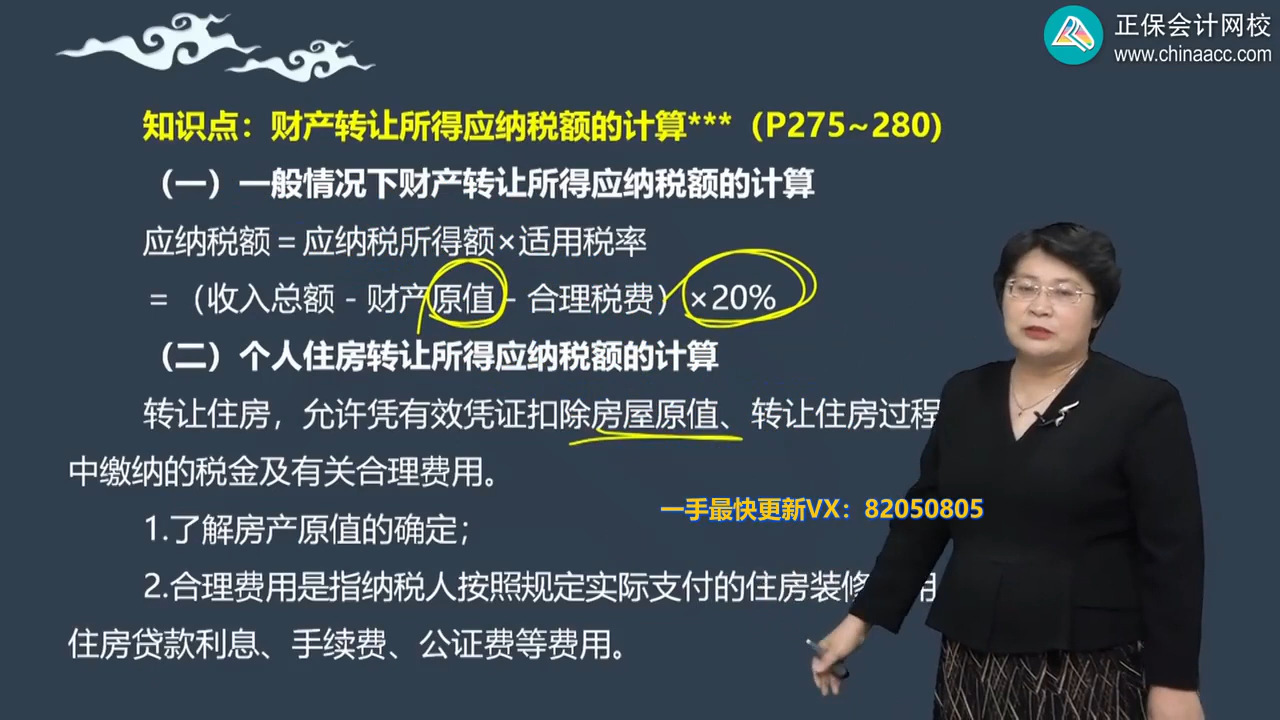 正保会计网校
www.chinaacc.com
知识点：财产转让所得应纳税额的计算***（P275~280）
（一）一般情况下财产转让所得应纳税额的计算
应纳税额＝应纳税所得额×适用税率
＝（收入总额－财产原值－合理税费）×20%
（二）个人住房转让所得应纳税额的计算
转让住房，允许凭有效凭证扣除房屋原值、转让住房过程
中缴纳的税金及有关合理费用。
一手最快更新VX：82050805
1.了解房产原值的确定；
2.合理费用是指纳税人按照规定实际支付的住房装修 用
住房贷款利息、手续费、公证费等费用。